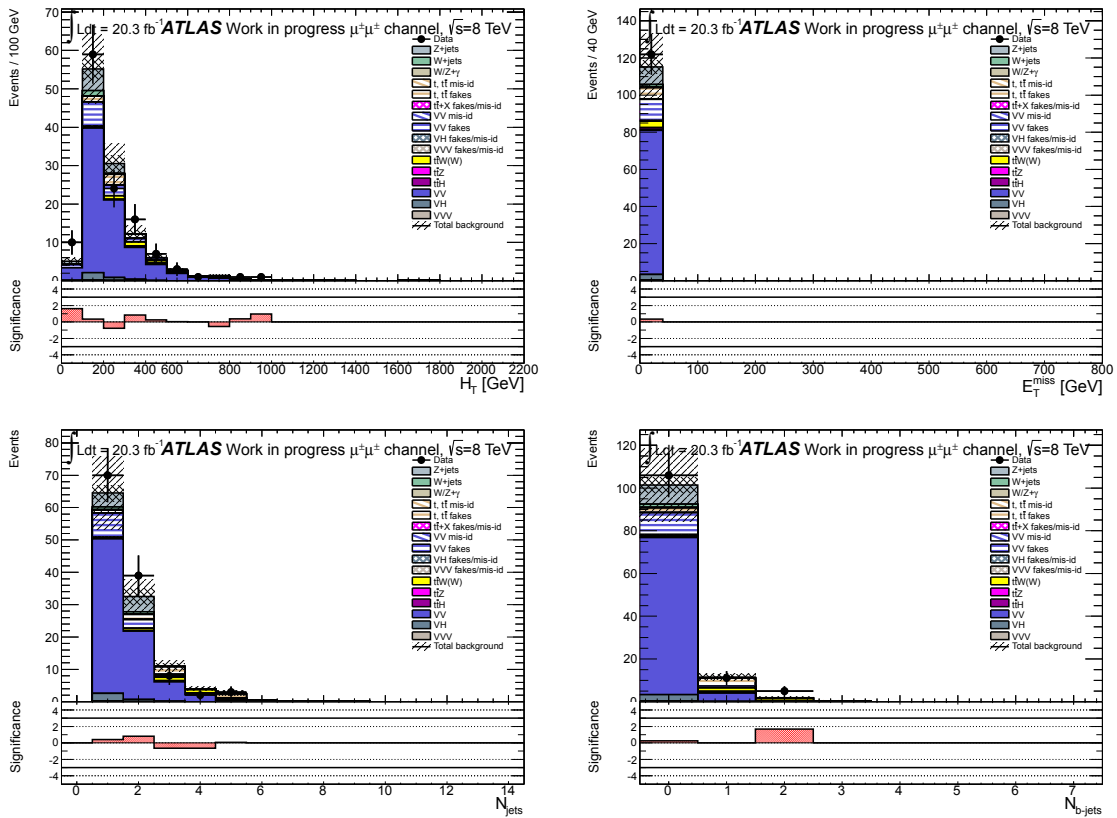 ∫ Ldt = 20.3 fb⁻¹ ATLAS Work in progress μ±μ± channel, √s=8 TeV
Events / 100 GeV
70
60
50
40
30
20
10
0
Data
Z+jets
W+jets
W/Z+γ
t, tt̄ mis-id
t, tt̄ fakes
tt̄+X fakes/mis-id
VV mis-id
VV fakes
VH fakes/mis-id
VVV fakes/mis-id
tt̄W(W)
tt̄Z
tt̄H
VV
VH
VVV
Total background
Significance
4
2
0
-2
-4
0 200 400 600 800 1000 1200 1400 1600 1800 2000 2200
H_T [GeV]
∫ Ldt = 20.3 fb⁻¹ ATLAS Work in progress μ±μ± channel, √s=8 TeV
Events / 40 GeV
140
120
100
80
60
40
20
0
Data
Z+jets
W+jets
W/Z+γ
t, tt̄ mis-id
t, tt̄ fakes
tt̄+X fakes/mis-id
VV mis-id
VV fakes
VH fakes/mis-id
VVV fakes/mis-id
tt̄W(W)
tt̄Z
tt̄H
VV
VH
VVV
Total background
Significance
4
2
0
-2
-4
0 100 200 300 400 500 600 700 800
E_T^miss [GeV]
∫ Ldt = 20.3 fb⁻¹ ATLAS Work in progress μ±μ± channel, √s=8 TeV
Events
80
70
60
50
40
30
20
10
0
Data
Z+jets
W+jets
W/Z+γ
t, tt̄ mis-id
t, tt̄ fakes
tt̄+X fakes/mis-id
VV mis-id
VV fakes
VH fakes/mis-id
VVV fakes/mis-id
tt̄W(W)
tt̄Z
tt̄H
VV
VH
VVV
Total background
Significance
4
2
0
-2
-4
0 2 4 6 8 10 12 14
N_jets
∫ Ldt = 20.3 fb⁻¹ ATLAS Work in progress μ±μ± channel, √s=8 TeV
Events
120
100
80
60
40
20
0
Data
Z+jets
W+jets
W/Z+γ
t, tt̄ mis-id
t, tt̄ fakes
tt̄+X fakes/mis-id
VV mis-id
VV fakes
VH fakes/mis-id
VVV fakes/mis-id
tt̄W(W)
tt̄Z
tt̄H
VV
VH
VVV
Total background
Significance
4
2
0
-2
-4
0 1 2 3 4 5 6 7
N_b-jets